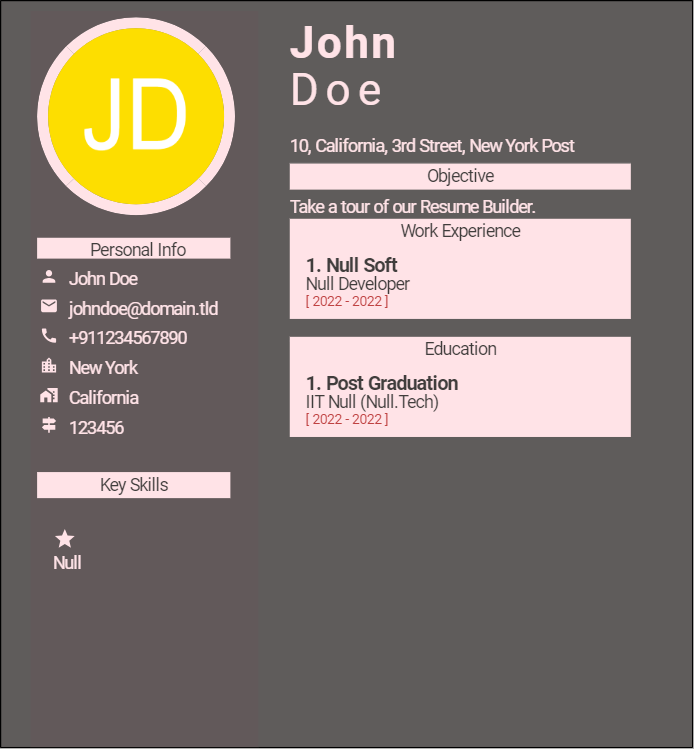 JD
Personal Info
John Doe
johndoe@domain.tld
+911234567890
New York
California
123456
Key Skills
Null
John
Doe
10, California, 3rd Street, New York Post
Objective
Take a tour of our Resume Builder.
Work Experience
1. Null Soft
Null Developer
[ 2022 - 2022 ]
Education
1. Post Graduation
IIT Null (Null.Tech)
[ 2022 - 2022 ]